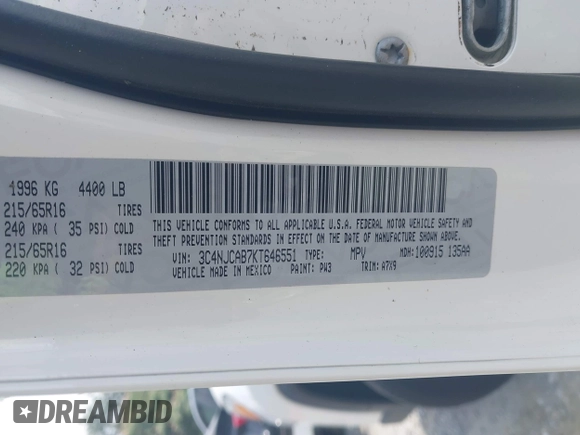 1996 KG 4400 LB
215/65R16 TIRES
240 KPA ( 35 PSI) COLD
215/65R16 TIRES
220 KPA ( 32 PSI) COLD
THIS VEHICLE CONFORMS TO ALL APPLICABLE U.S.A. FEDERAL MOTOR VEHICLE SAFETY AND
THEFT PREVENTION STANDARDS IN EFFECT ON THE DATE OF MANUFACTURE SHOWN ABOVE.
VIN: 3C4NJCAB7KT646551 TYPE: MPV MDH: 100915 135AA
VEHICLE MADE IN MEXICO PAINT: PW3 TRIM: A7X9
DREAMBID